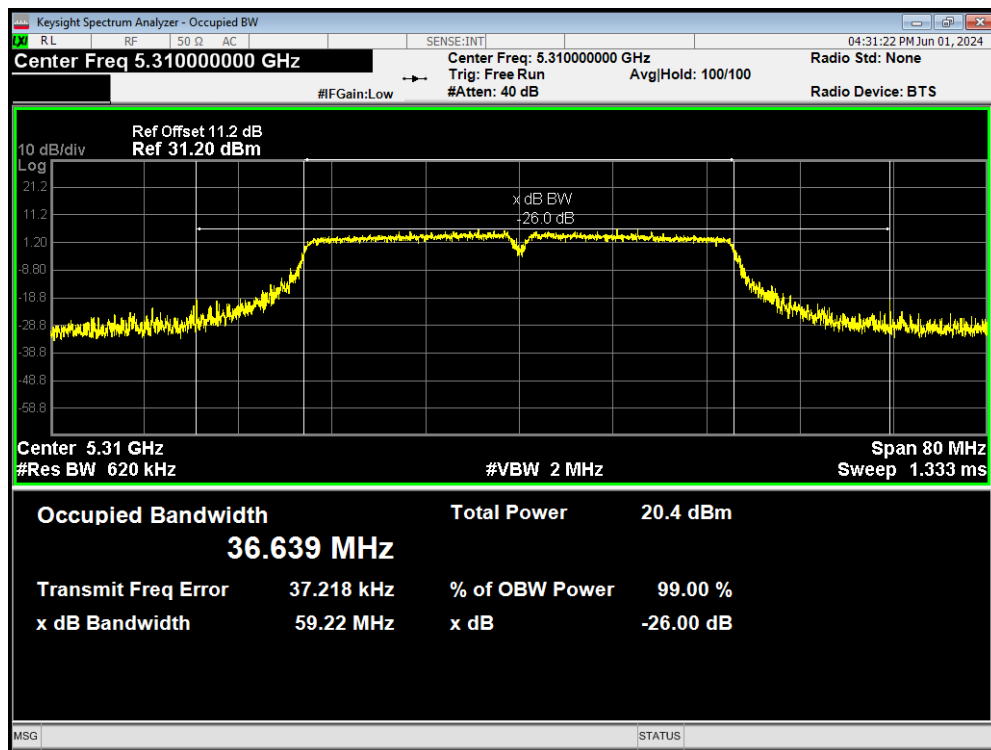 Keysight Spectrum Analyzer - Occupied BW
LXI RL RF 50 Ω AC SENSE:INT 04:31:22 PM Jun 01, 2024
Center Freq 5.310000000 GHz
Center Freq: 5.310000000 GHz Radio Std: None
Trig: Free Run Avg|Hold: 100/100
#IFGain:Low #Atten: 40 dB Radio Device: BTS
Ref Offset 11.2 dB
10 dB/div Ref 31.20 dBm
Log
21.2
x dB BW
11.2
-26.0 dB
1.20
-8.80
-18.8
-28.8
-38.8
-48.8
-58.8
Center 5.31 GHz Span 80 MHz
#Res BW 620 kHz #VBW 2 MHz Sweep 1.333 ms
Occupied Bandwidth Total Power 20.4 dBm
36.639 MHz
Transmit Freq Error 37.218 kHz % of OBW Power 99.00 %
x dB Bandwidth 59.22 MHz x dB -26.00 dB
MSG STATUS